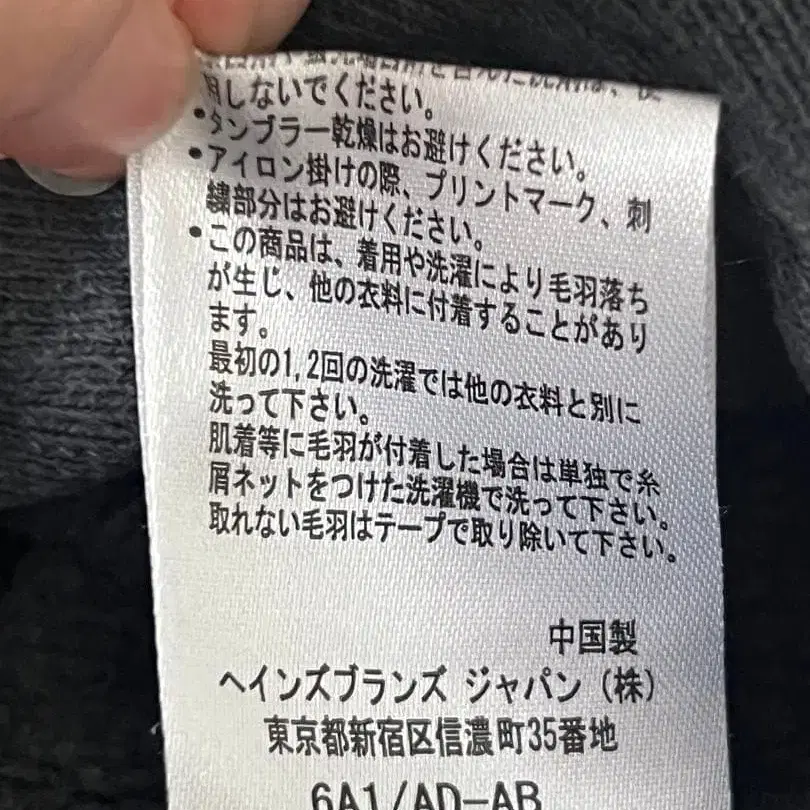 用しないでください。
•タンブラー乾燥はお避けください。
•アイロン掛けの際、プリントマーク、刺
繍部分はお避けください。
•この商品は、着用や洗濯により毛羽落ち
が生じ、他の衣料に付着することがあり
ます。
最初の1,2回の洗濯では他の衣料と別に
洗って下さい。
肌着等に毛羽が付着した場合は単独で糸
屑ネットをつけた洗濯機で洗って下さい。
取れない毛羽はテープで取り除いて下さい。
中国製
ヘインズブランズ ジャパン（株）
東京都新宿区信濃町35番地
6A1/AD-AB